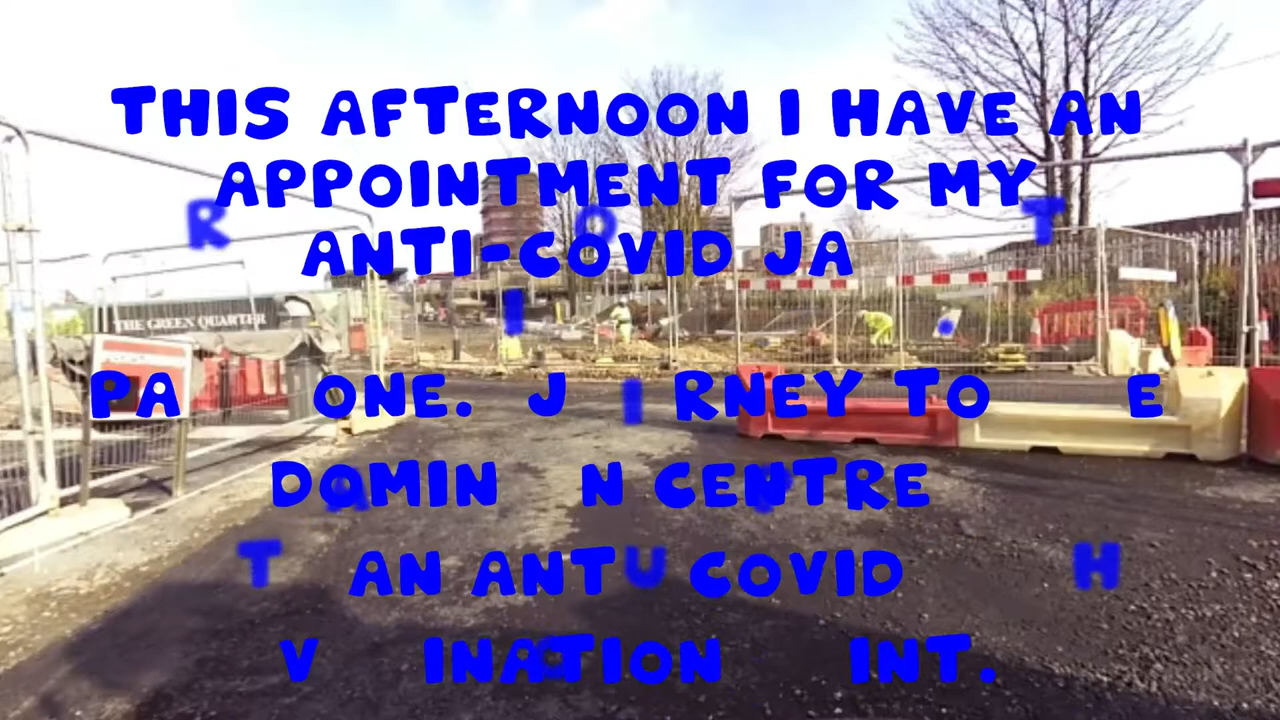 THIS AFTERNOON I HAVE AN
APPOINTMENT FOR MY
ANTI-COVID JA
THE GREEN QUARTER
PA ONE. J RNEY TO E
DOMIN N CENTRE
AN ANT COVID
V INATION INT.